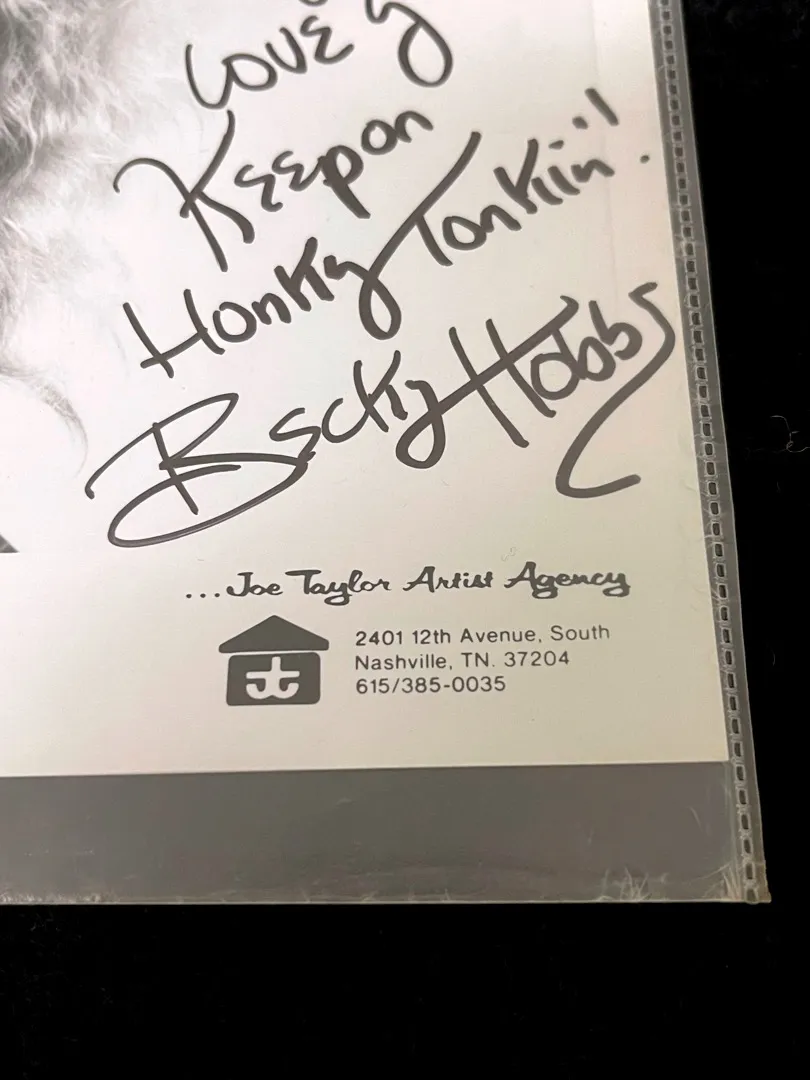 Love y
Keep on
Honky Tonkin'!
Becky Hobbs
...Joe Taylor Artist Agency
jt
2401 12th Avenue, South
Nashville, TN. 37204
615/385-0035